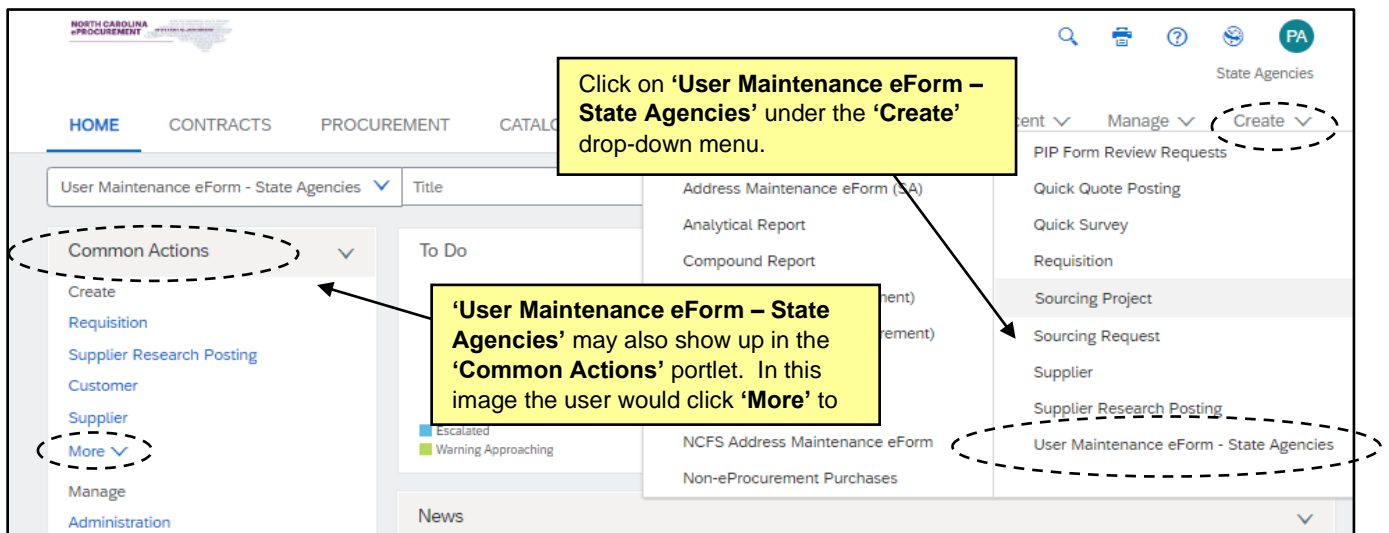 NORTH CAROLINA
ePROCUREMENT
PA
State Agencies
Click on ‘User Maintenance eForm –
State Agencies’ under the ‘Create’
drop-down menu.
HOME CONTRACTS PROCUREMENT Manage Create
User Maintenance eForm - State Agencies Title
PIP Form Review Requests
Address Maintenance eForm (SA) Quick Quote Posting
Analytical Report Quick Survey
Compound Report Requisition
Sourcing Project
Sourcing Request
Supplier
Supplier Research Posting
NCFS Address Maintenance eForm User Maintenance eForm - State Agencies
Non-eProcurement Purchases
Common Actions
Create
Requisition
Supplier Research Posting
Customer
Supplier
More
Manage
Administration
To Do
‘User Maintenance eForm – State
Agencies’ may also show up in the
‘Common Actions’ portlet. In this
image the user would click ‘More’ to
Escalated
Warning Approaching
News